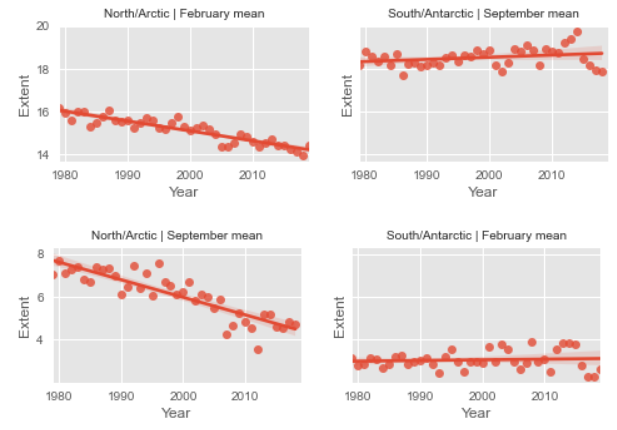 North/Arctic | February mean
South/Antarctic | September mean
20
18
16
14
Extent
Extent
1980 1990 2000 2010
1980 1990 2000 2010
Year
Year
North/Arctic | September mean
South/Antarctic | February mean
8
6
4
Extent
Extent
1980 1990 2000 2010
1980 1990 2000 2010
Year
Year